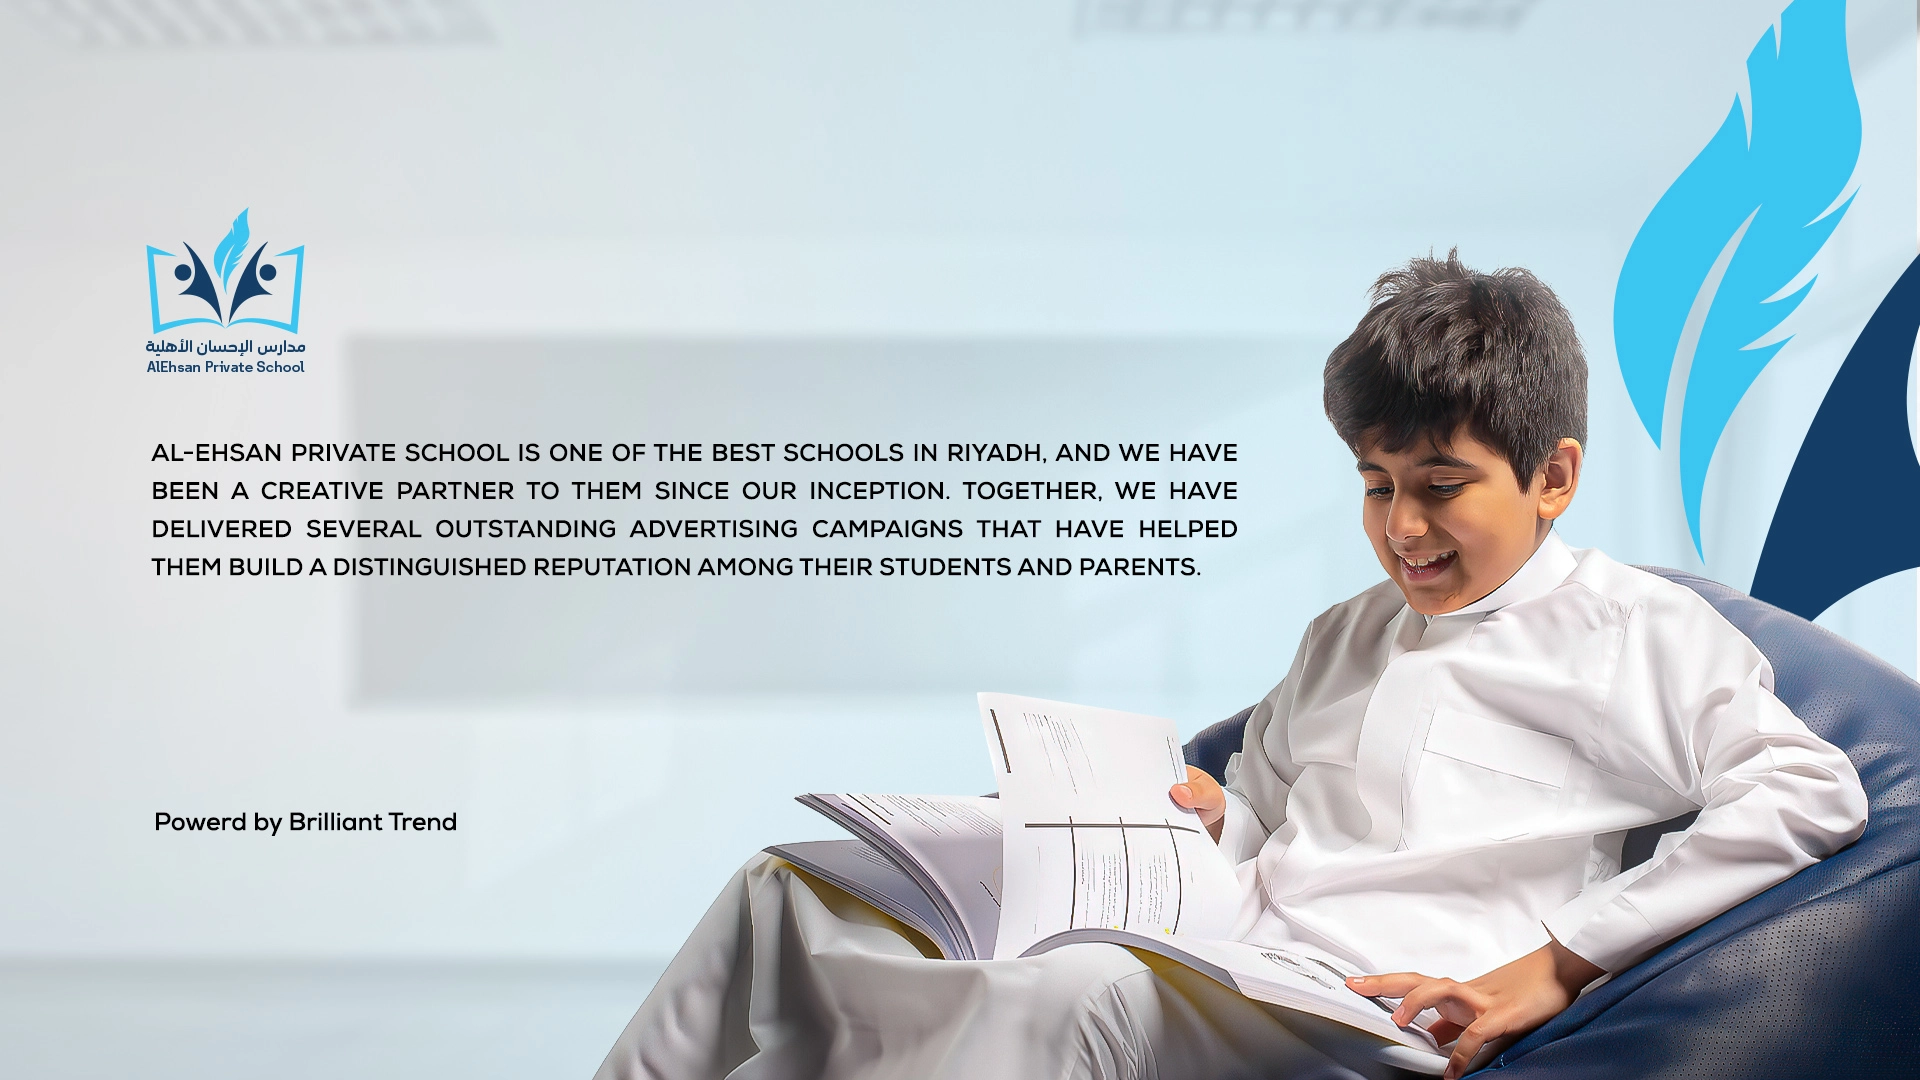 مدارس الإحسان الأهلية
AlEhsan Private School
AL-EHSAN PRIVATE SCHOOL IS ONE OF THE BEST SCHOOLS IN RIYADH, AND WE HAVE
BEEN A CREATIVE PARTNER TO THEM SINCE OUR INCEPTION. TOGETHER, WE HAVE
DELIVERED SEVERAL OUTSTANDING ADVERTISING CAMPAIGNS THAT HAVE HELPED
THEM BUILD A DISTINGUISHED REPUTATION AMONG THEIR STUDENTS AND PARENTS.
Powerd by Brilliant Trend